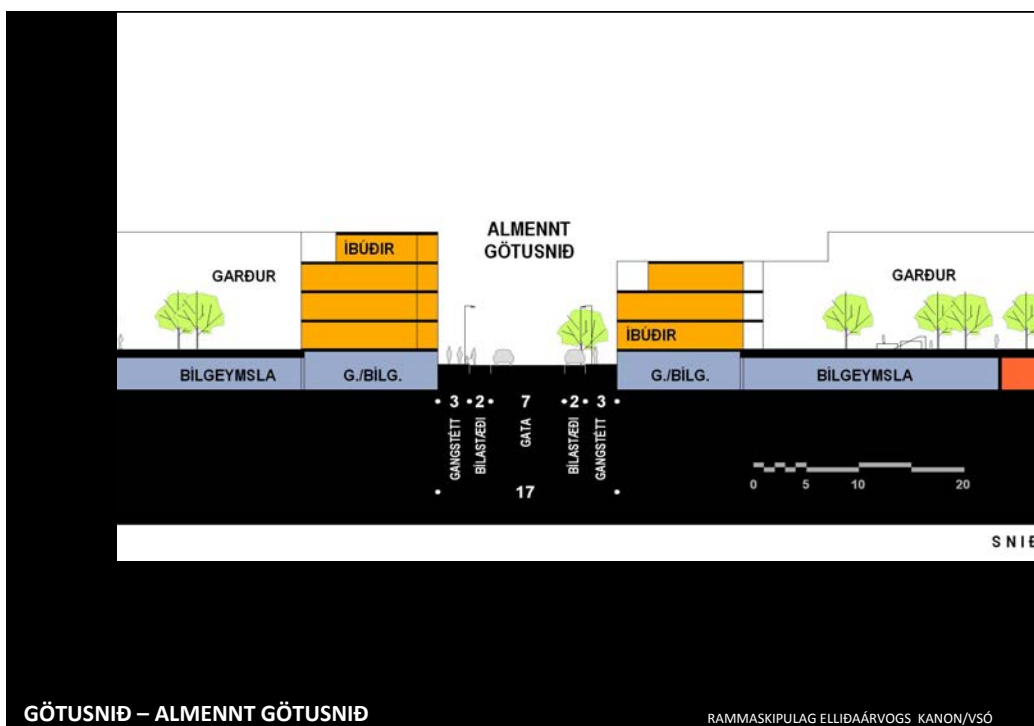 ALMENNT
GÖTUSNIÐ
ÍBÚÐIR
GARÐUR
GARÐUR
ÍBÚÐIR
BÍLGEYMSLA
G./BÍLG.
G./BÍLG.
BÍLGEYMSLA
3 2 7 2 3
GANGSTÉTT
BÍLASTÆÐI
GATA
BÍLASTÆÐI
GANGSTÉTT
17
0 5 10 20
SNIÐ
GÖTUSNIÐ – ALMENNT GÖTUSNIÐ
RAMMASKIPULAG ELLIÐAÁRVOGS KANON/VSÓ